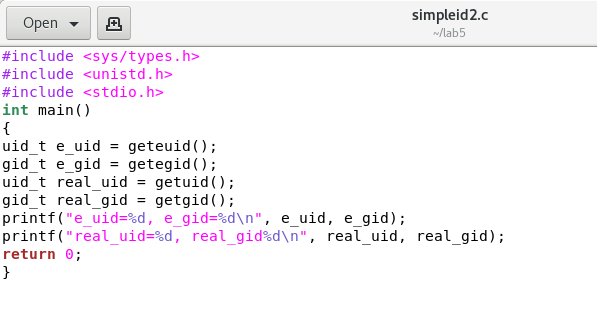 Open
simpleid2.c
~/lab5
#include <sys/types.h>
#include <unistd.h>
#include <stdio.h>
int main()
{
uid_t e_uid = geteuid();
gid_t e_gid = getegid();
uid_t real_uid = getuid();
gid_t real_gid = getgid();
printf("e_uid=%d, e_gid=%d\n", e_uid, e_gid);
printf("real_uid=%d, real_gid%d\n", real_uid, real_gid);
return 0;
}